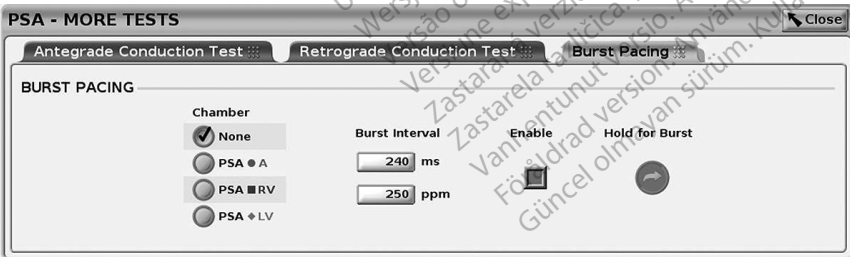 PSA - MORE TESTS
Close
Antegrade Conduction Test
Retrograde Conduction Test
Burst Pacing
BURST PACING
Chamber
None
PSA ● A
PSA ■ RV
PSA ◆ LV
Burst Interval
240 ms
250 ppm
Enable
Hold for Burst
Zastarela različica.
Vanhentunut versio.
Föråldrad version. Använd
Güncel olmayan sürüm. Kulla